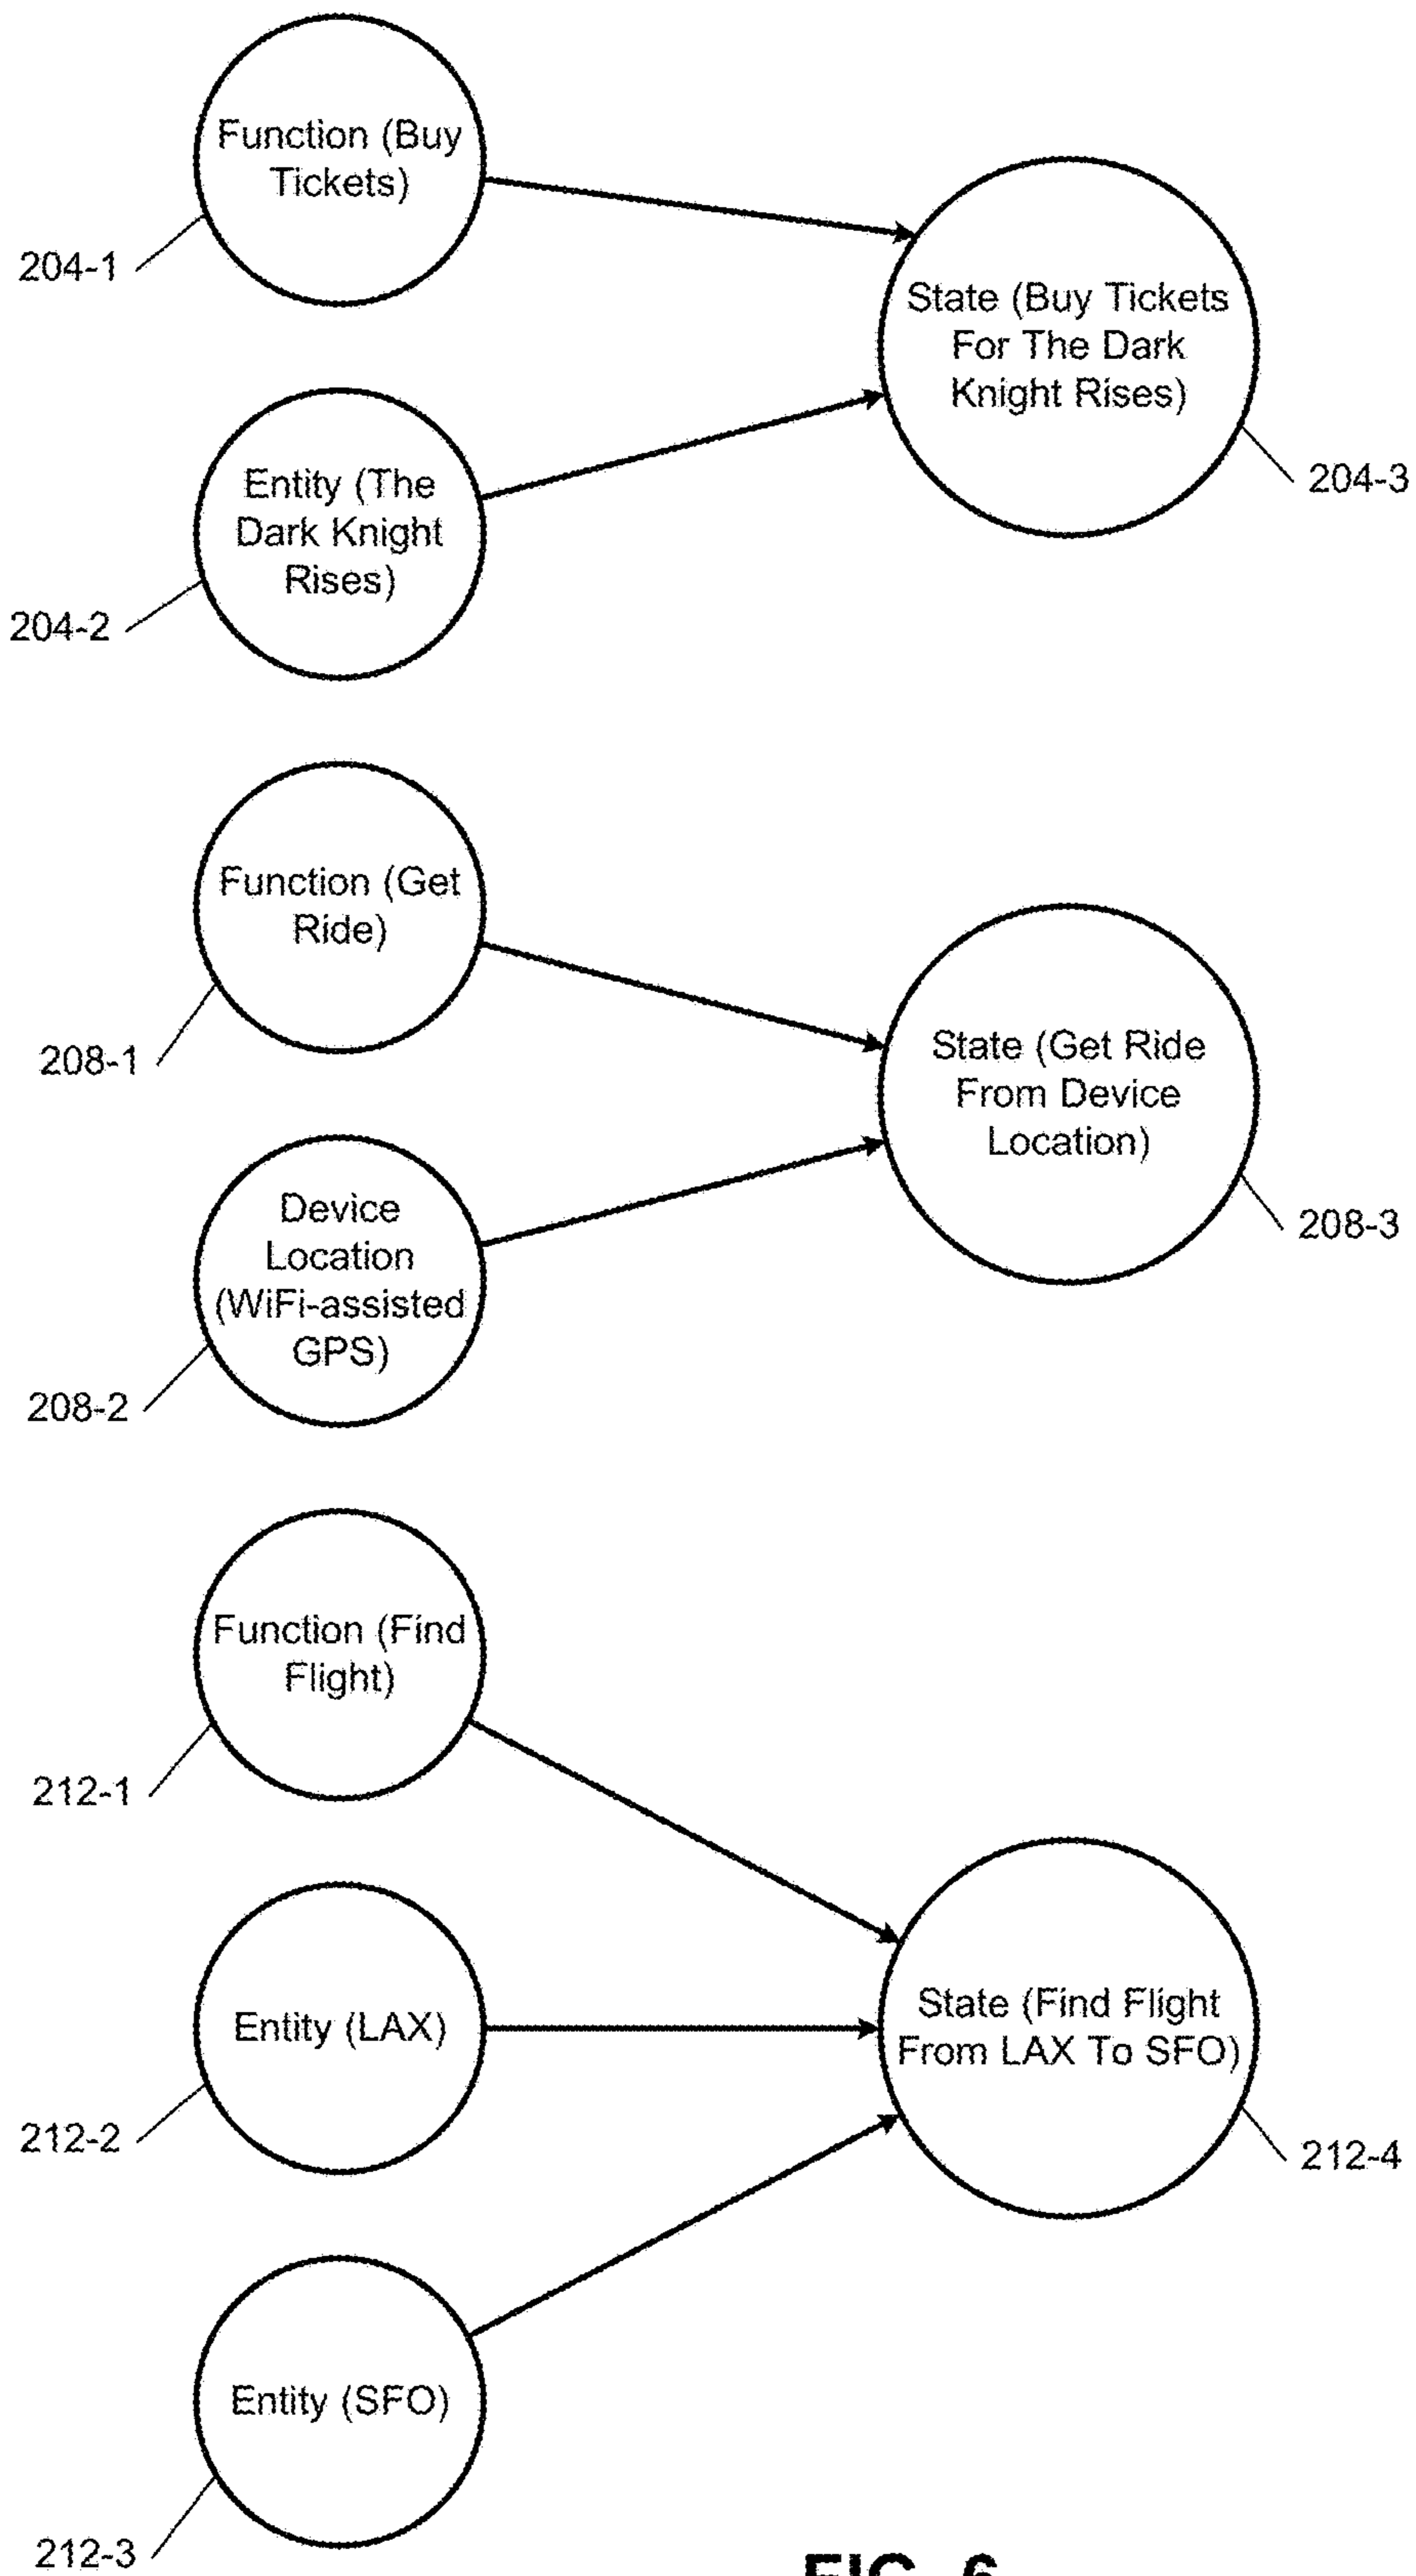 Function (Buy
Tickets)
204-1
State (Buy Tickets
For The Dark
Knight Rises)
204-3
Entity (The
Dark Knight
Rises)
204-2
Function (Get
Ride)
208-1
State (Get Ride
From Device
Location)
208-3
Device
Location
(WiFi-assisted
GPS)
208-2
Function (Find
Flight)
212-1
Entity (LAX)
212-2
State (Find Flight
From LAX To SFO)
212-4
Entity (SFO)
212-3
FIG. 6